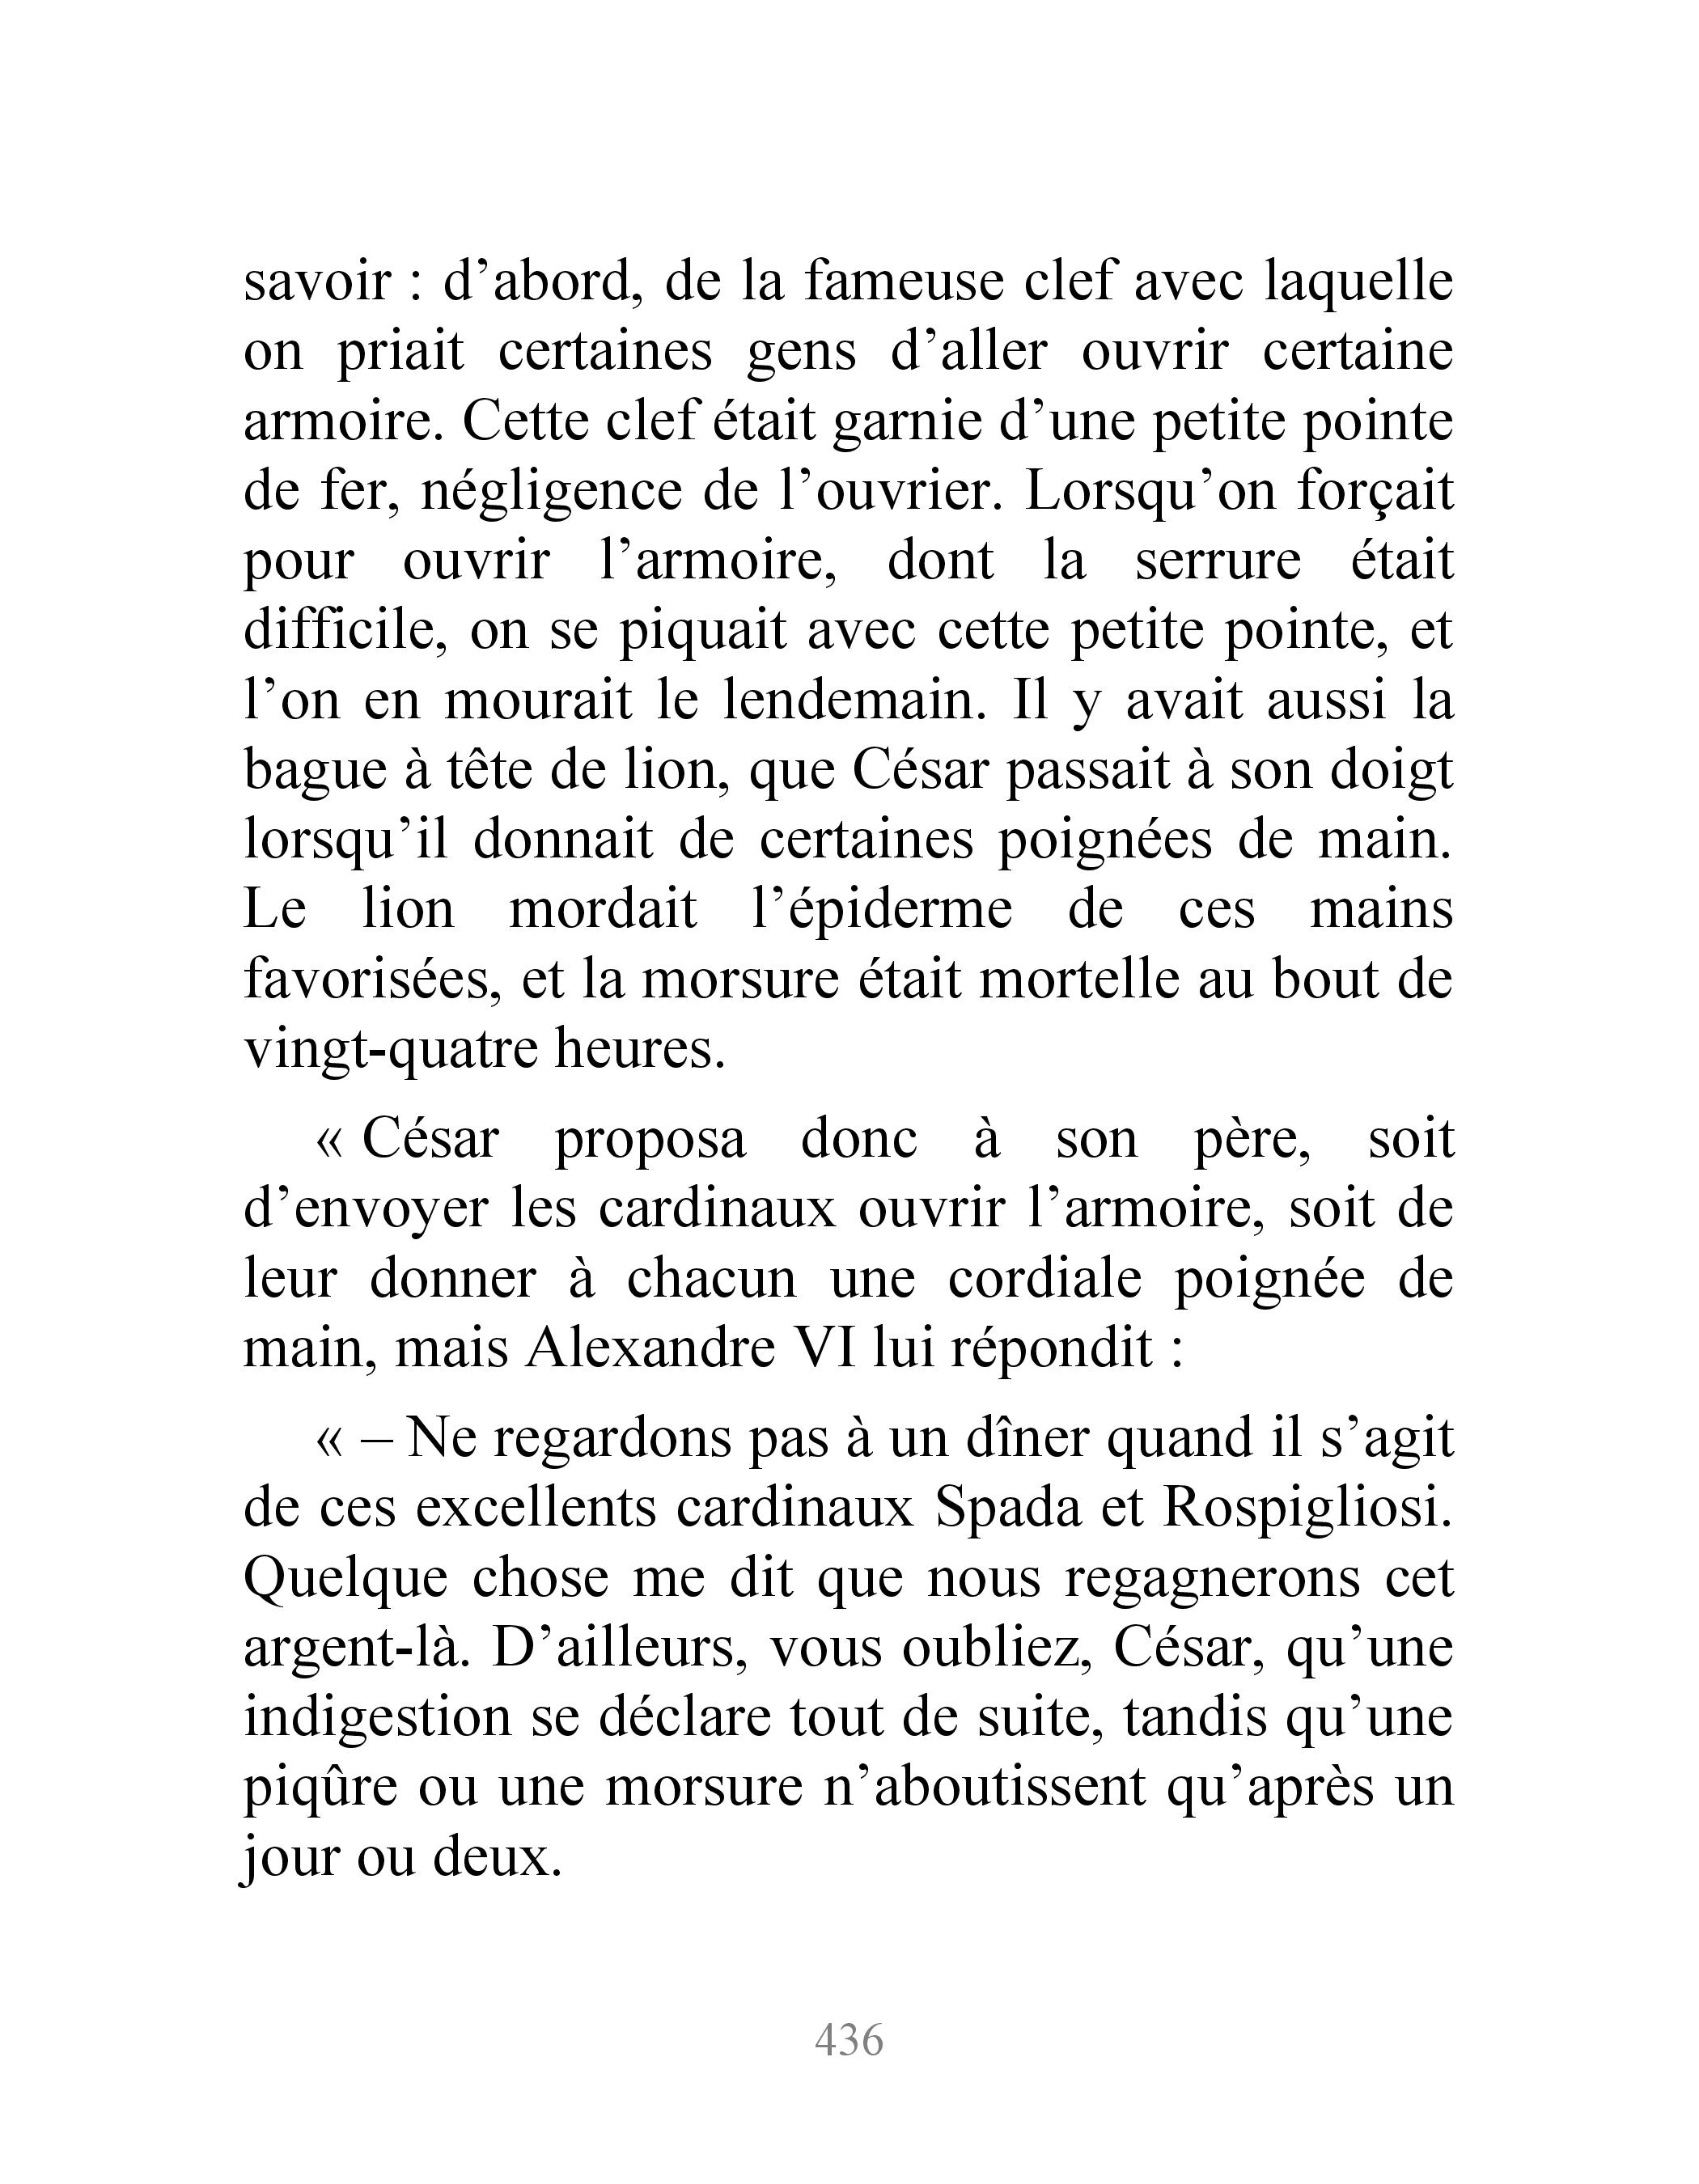 savoir : d’abord, de la fameuse clef avec laquelle
on priait certaines gens d’aller ouvrir certaine
armoire. Cette clef était garnie d’une petite pointe
de fer, négligence de l’ouvrier. Lorsqu’on forçait
pour ouvrir l’armoire, dont la serrure était
difficile, on se piquait avec cette petite pointe, et
l’on en mourait le lendemain. Il y avait aussi la
bague à tête de lion, que César passait à son doigt
lorsqu’il donnait de certaines poignées de main.
Le lion mordait l’épiderme de ces mains
favorisées, et la morsure était mortelle au bout de
vingt-quatre heures.
« César proposa donc à son père, soit
d’envoyer les cardinaux ouvrir l’armoire, soit de
leur donner à chacun une cordiale poignée de
main, mais Alexandre VI lui répondit :
« – Ne regardons pas à un dîner quand il s’agit
de ces excellents cardinaux Spada et Rospigliosi.
Quelque chose me dit que nous regagnerons cet
argent-là. D’ailleurs, vous oubliez, César, qu’une
indigestion se déclare tout de suite, tandis qu’une
piqûre ou une morsure n’aboutissent qu’après un
jour ou deux.
436